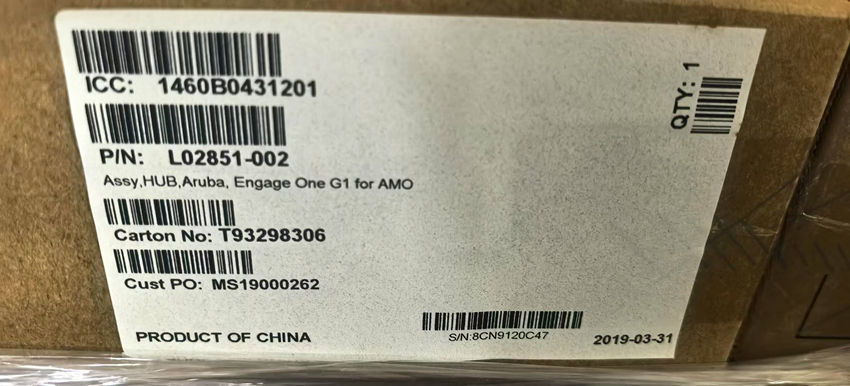 ICC: 1460B0431201
QTY: 1
P/N: L02851-002
Assy,HUB,Aruba, Engage One G1 for AMO
Carton No: T93298306
Cust PO: MS19000262
PRODUCT OF CHINA
S/N:8CN9120C47
2019-03-31